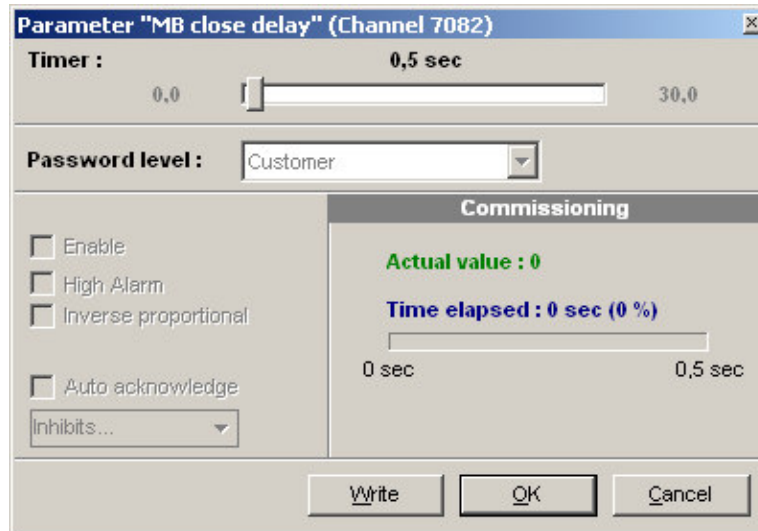 Parameter "MB close delay" (Channel 7082)
Timer : 0,5 sec
0,0 30,0
Password level : Customer
Commissioning
Enable
High Alarm
Inverse proportional
Auto acknowledge
Inhibits...
Actual value : 0
Time elapsed : 0 sec (0 %)
0 sec 0,5 sec
Write OK Cancel